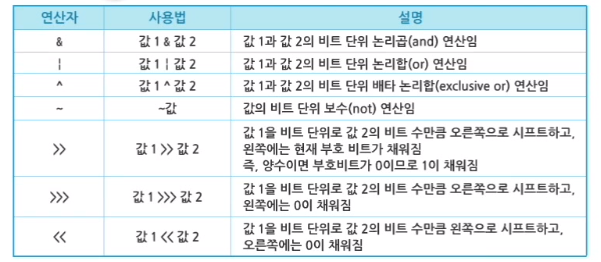 연산자 사용법 설명
& 값 1 & 값 2 값 1과 값 2의 비트 단위 논리곱(and) 연산임
¦ 값 1 ¦ 값 2 값 1과 값 2의 비트 단위 논리합(or) 연산임
^ 값 1 ^ 값 2 값 1과 값 2의 비트 단위 배타 논리합(exclusive or) 연산임
~ ~값 값의 비트 단위 보수(not) 연산임
>> 값 1 >> 값 2 값 1을 비트 단위로 값 2의 비트 수만큼 오른쪽으로 시프트하고,
왼쪽에는 현재 부호 비트가 채워짐
즉, 양수이면 부호비트가 0이므로 1이 채워짐
>>> 값 1 >>> 값 2 값 1을 비트 단위로 값 2의 비트 수만큼 오른쪽으로 시프트하고,
왼쪽에는 0이 채워짐
<< 값 1 << 값 2 값 1을 비트 단위로 값 2의 비트 수만큼 왼쪽으로 시프트하고,
오른쪽에는 0이 채워짐